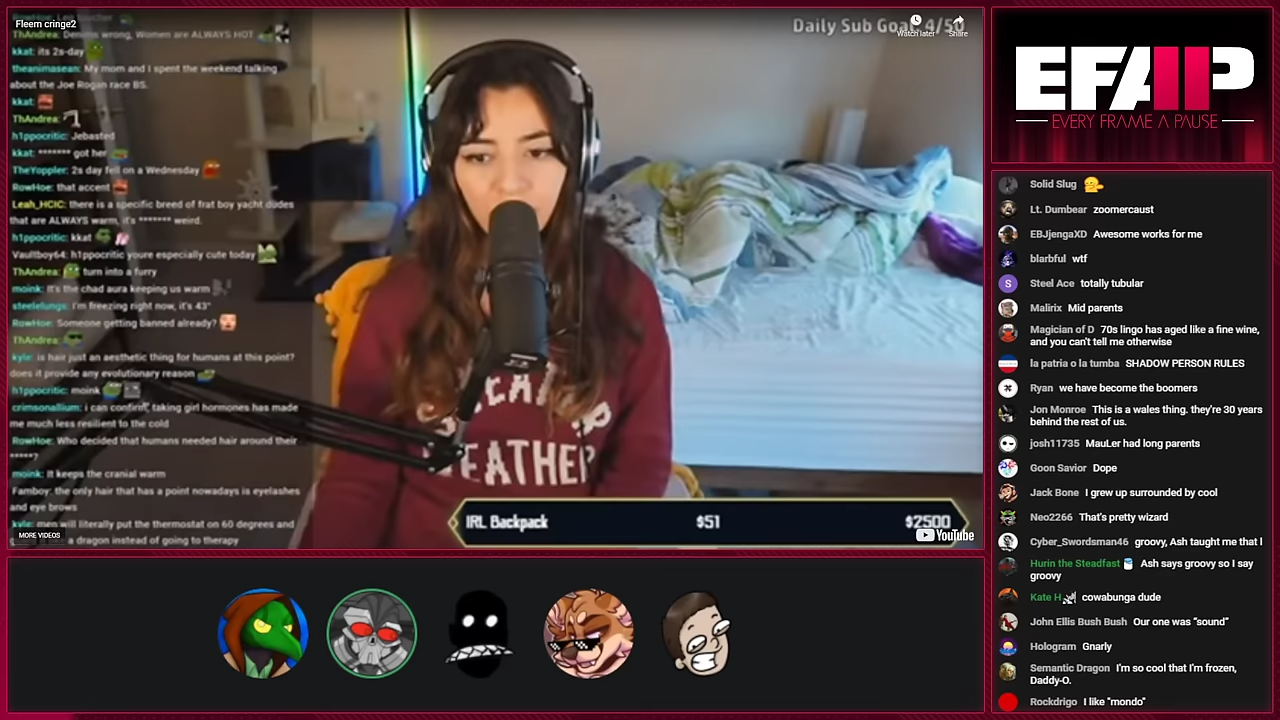 Fleem cringe2
Daily Sub Goal 4/50
Watch later
Share
ThAndrea: Denims wrong, Women are ALWAYS HOT
kkat: its 2s-day
theanimasean: My mom and I spent the weekend talking
about the Joe Rogan race BS.
kkat:
ThAndrea:
h1ppocritic: Jebasted
kkat: ******* got her
TheYoppler: 2s day fell on a Wednesday
RowHoe: that accent
Leah_HCIC: there is a specific breed of frat boy yacht dudes
that are ALWAYS warm, it's ******* weird.
h1ppocritic: kkat
Vaultboy64: h1ppocritic youre especially cute today
ThAndrea: turn into a furry
moink: It's the chad aura keeping us warm
steelelungs: I'm freezing right now, it's 43°
RowHoe: Someone getting banned already?
ThAndrea:
kyle: is hair just an aesthetic thing for humans at this point?
does it provide any evolutionary reason
h1ppocritic: moink
crimsonallium: i can confirm, taking girl hormones has made
me much less resilient to the cold
RowHoe: Who decided that humans needed hair around their
*****?
moink: It keeps the cranial warm
Famboy: the only hair that has a point nowadays is eyelashes
and eye brows
kyle: men will literally put the thermostat on 60 degrees and
a dragon instead of going to therapy
MORE VIDEOS
WEATHER
IRL Backpack $51 $2500
YouTube
EFAP
EVERY FRAME A PAUSE
Solid Slug
Lt. Dumbear zoomercaust
EBJjengaXD Awesome works for me
blarbful wtf
S
Steel Ace totally tubular
Malirix Mid parents
Magician of D 70s lingo has aged like a fine wine,
and you can't tell me otherwise
la patria o la tumba SHADOW PERSON RULES
Ryan we have become the boomers
Jon Monroe This is a wales thing. they're 30 years
behind the rest of us.
josh11735 MauLer had long parents
Goon Savior Dope
Jack Bone I grew up surrounded by cool
Neo2266 That's pretty wizard
Cyber_Swordsman46 groovy, Ash taught me that I
Hurin the Steadfast Ash says groovy so I say
groovy
Kate H cowabunga dude
John Ellis Bush Bush Our one was "sound"
Hologram Gnarly
Semantic Dragon I'm so cool that I'm frozen,
Daddy-O.
Rockdrigo I like "mondo"